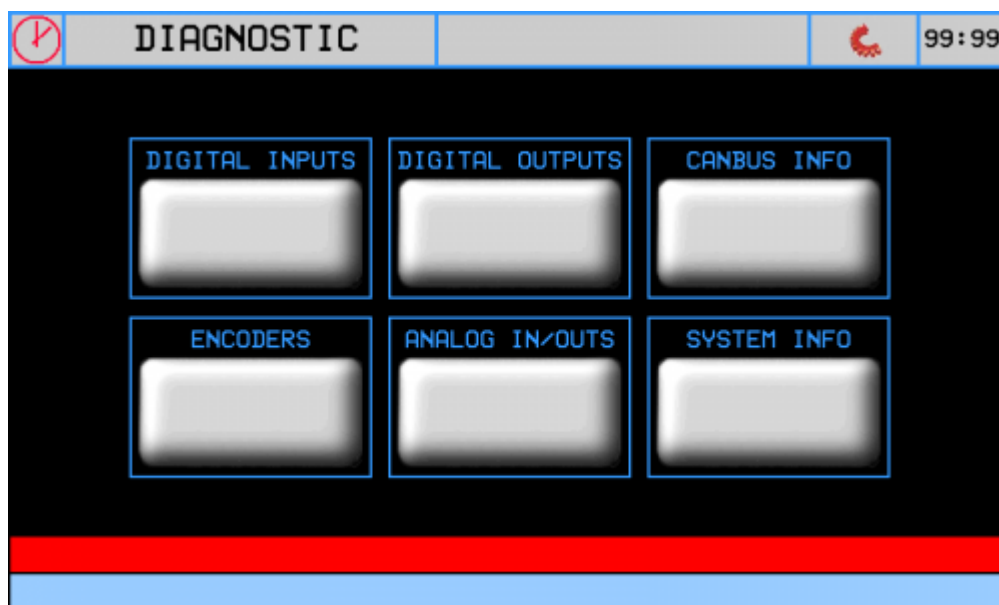 DIAGNOSTIC 99:99
DIGITAL INPUTS DIGITAL OUTPUTS CANBUS INFO
ENCODERS ANALOG IN/OUTS SYSTEM INFO